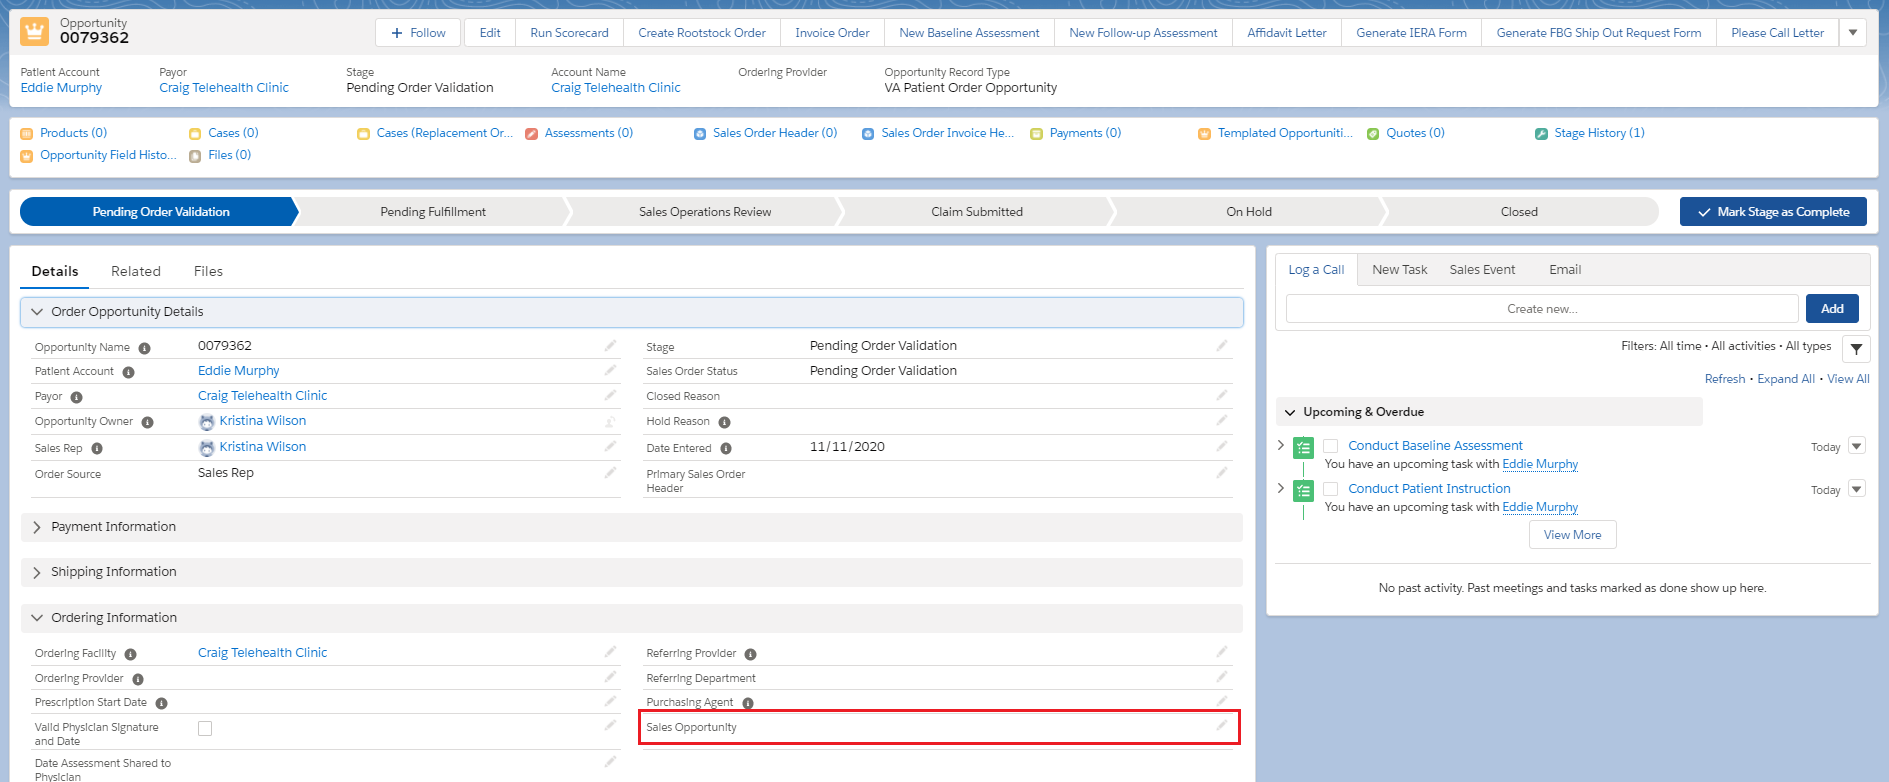 Opportunity
0079362
Follow
Edit
Run Scorecard
Create Rootstock Order
Invoice Order
New Baseline Assessment
New Follow-up Assessment
Affidavit Letter
Generate IERA Form
Generate FBG Ship Out Request Form
Please Call Letter
Patient Account
Eddie Murphy
Payor
Craig Telehealth Clinic
Stage
Pending Order Validation
Account Name
Craig Telehealth Clinic
Ordering Provider
Opportunity Record Type
VA Patient Order Opportunity
Products (0)
Cases (0)
Cases (Replacement Or...
Assessments (0)
Sales Order Header (0)
Sales Order Invoice He...
Payments (0)
Templated Opportuniti...
Quotes (0)
Stage History (1)
Opportunity Field Histo...
Files (0)
Pending Order Validation
Pending Fulfillment
Sales Operations Review
Claim Submitted
On Hold
Closed
Mark Stage as Complete
Details
Related
Files
Order Opportunity Details
Opportunity Name
0079362
Stage
Pending Order Validation
Patient Account
Eddie Murphy
Sales Order Status
Pending Order Validation
Payor
Craig Telehealth Clinic
Closed Reason
Opportunity Owner
Kristina Wilson
Hold Reason
Sales Rep
Kristina Wilson
Date Entered
11/11/2020
Order Source
Sales Rep
Primary Sales Order
Header
Payment Information
Shipping Information
Ordering Information
Ordering Facility
Craig Telehealth Clinic
Referring Provider
Ordering Provider
Referring Department
Prescription Start Date
Purchasing Agent
Valid Physician Signature
and Date
Sales Opportunity
Date Assessment Shared to
Physician
Log a Call
New Task
Sales Event
Email
Create new...
Add
Filters: All time • All activities • All types
Refresh • Expand All • View All
Upcoming & Overdue
Conduct Baseline Assessment
Today
You have an upcoming task with Eddie Murphy
Conduct Patient Instruction
Today
You have an upcoming task with Eddie Murphy
View More
No past activity. Past meetings and tasks marked as done show up here.